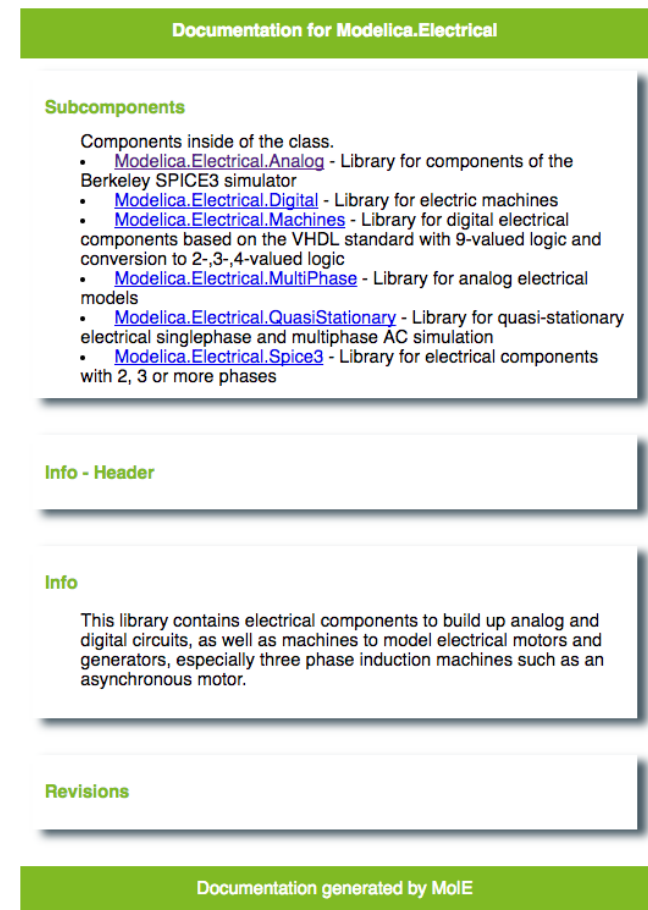 Documentation for Modelica.Electrical
Subcomponents
Components inside of the class.
• Modelica.Electrical.Analog - Library for components of the
Berkeley SPICE3 simulator
• Modelica.Electrical.Digital - Library for electric machines
• Modelica.Electrical.Machines - Library for digital electrical
components based on the VHDL standard with 9-valued logic and
conversion to 2-,3-,4-valued logic
• Modelica.Electrical.MultiPhase - Library for analog electrical
models
• Modelica.Electrical.QuasiStationary - Library for quasi-stationary
electrical singlephase and multiphase AC simulation
• Modelica.Electrical.Spice3 - Library for electrical components
with 2, 3 or more phases
Info - Header
Info
This library contains electrical components to build up analog and
digital circuits, as well as machines to model electrical motors and
generators, especially three phase induction machines such as an
asynchronous motor.
Revisions
Documentation generated by MoIE